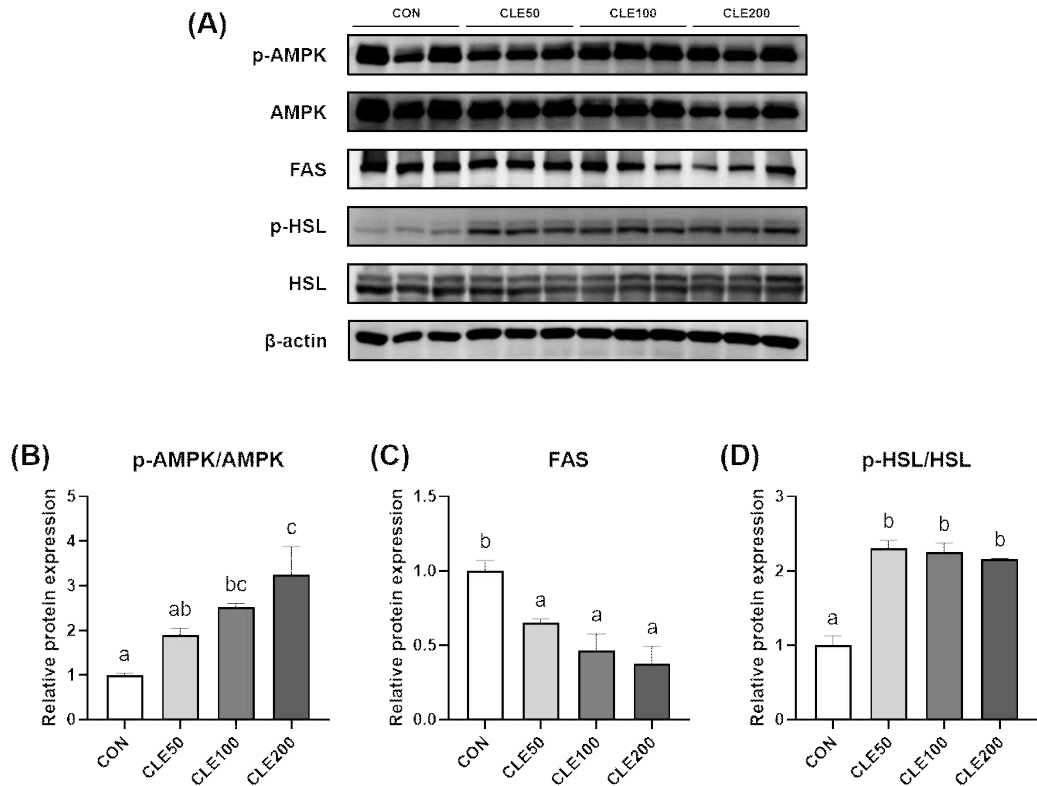 (A)
CON CLE50 CLE100 CLE200
p-AMPK
AMPK
FAS
p-HSL
HSL
β-actin
(B) p-AMPK/AMPK
Relative protein expression
5
4
3
2
1
0
a ab bc c
CON CLE50 CLE100 CLE200
(C) FAS
Relative protein expression
1.5
1.0
0.5
0.0
b a a a
CON CLE50 CLE100 CLE200
(D) p-HSL/HSL
Relative protein expression
3
2
1
0
a b b b
CON CLE50 CLE100 CLE200